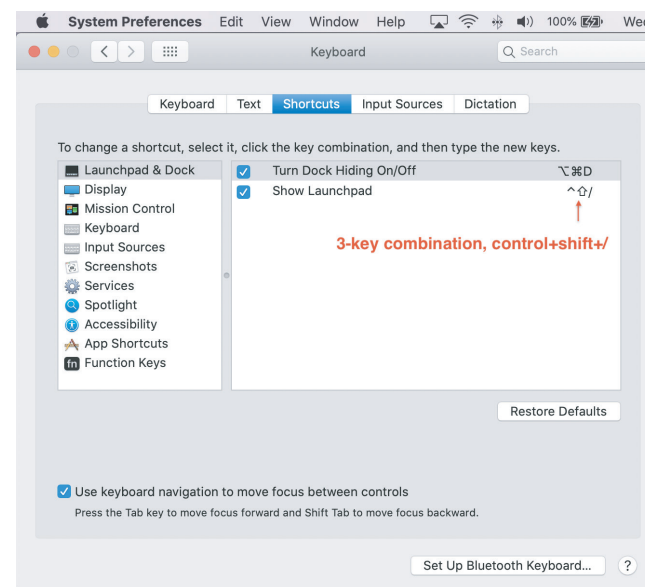 System Preferences Edit View Window Help 100% Wed
Keyboard
Search
Keyboard Text Shortcuts Input Sources Dictation
To change a shortcut, select it, click the key combination, and then type the new keys.
Launchpad & Dock
Display
Mission Control
Keyboard
Input Sources
Screenshots
Services
Spotlight
Accessibility
App Shortcuts
fn Function Keys
Turn Dock Hiding On/Off ⌥⌘D
Show Launchpad ^⇧/
3-key combination, control+shift+/
Restore Defaults
Use keyboard navigation to move focus between controls
Press the Tab key to move focus forward and Shift Tab to move focus backward.
Set Up Bluetooth Keyboard... ?